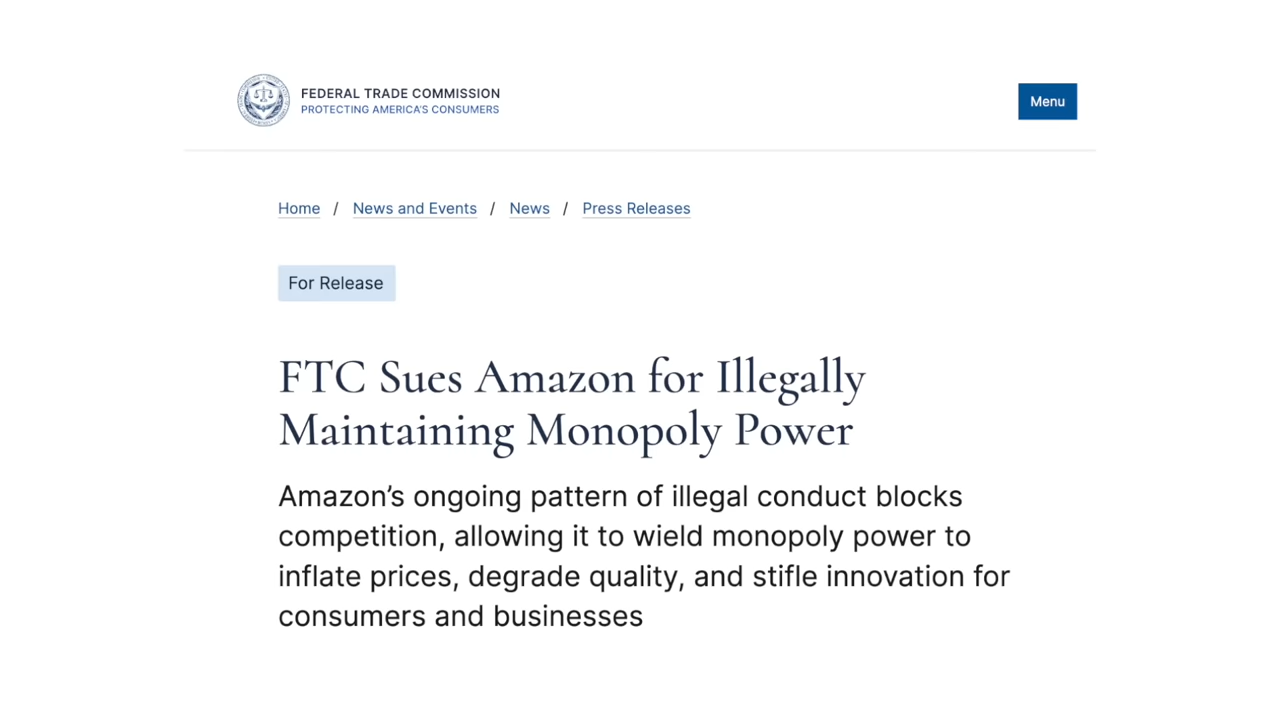 FEDERAL TRADE COMMISSION
PROTECTING AMERICA'S CONSUMERS
Menu
Home / News and Events / News / Press Releases
For Release
FTC Sues Amazon for Illegally
Maintaining Monopoly Power
Amazon’s ongoing pattern of illegal conduct blocks
competition, allowing it to wield monopoly power to
inflate prices, degrade quality, and stifle innovation for
consumers and businesses